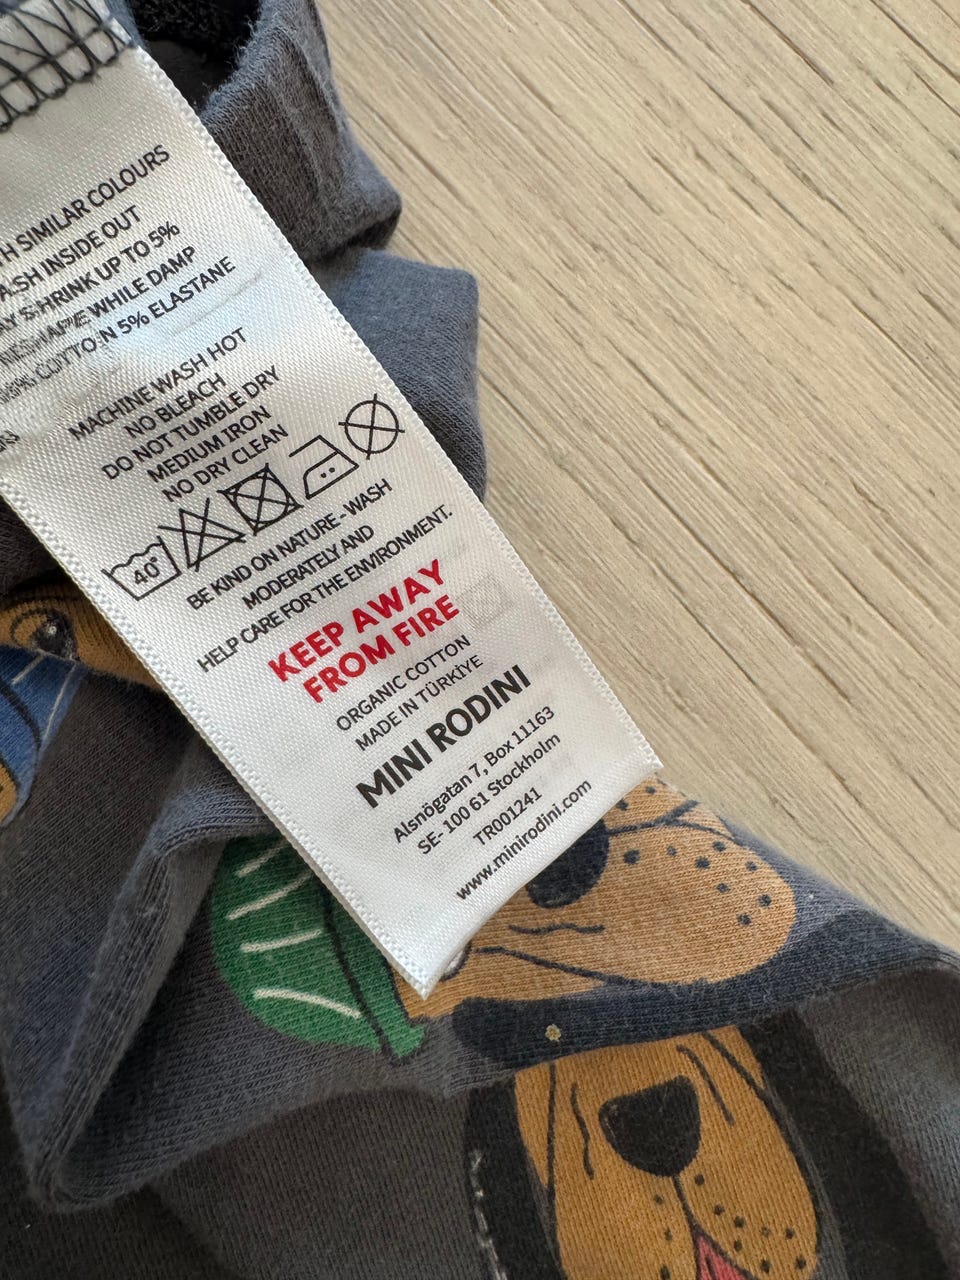 SIMILAR COLOURS
INSIDE OUT
SHRINK UP TO 5%
RESHAPE WHILE DAMP
COTTON 5% ELASTANE
MACHINE WASH HOT
NO BLEACH
DO NOT TUMBLE DRY
MEDIUM IRON
NO DRY CLEAN
40°
BE KIND ON NATURE - WASH
MODERATELY AND
HELP CARE FOR THE ENVIRONMENT.
KEEP AWAY
FROM FIRE
ORGANIC COTTON
MADE IN TÜRKİYE
MINI RODINI
Alsnögatan 7, Box 11163
SE- 100 61 Stockholm
TR001241
www.minirodini.com